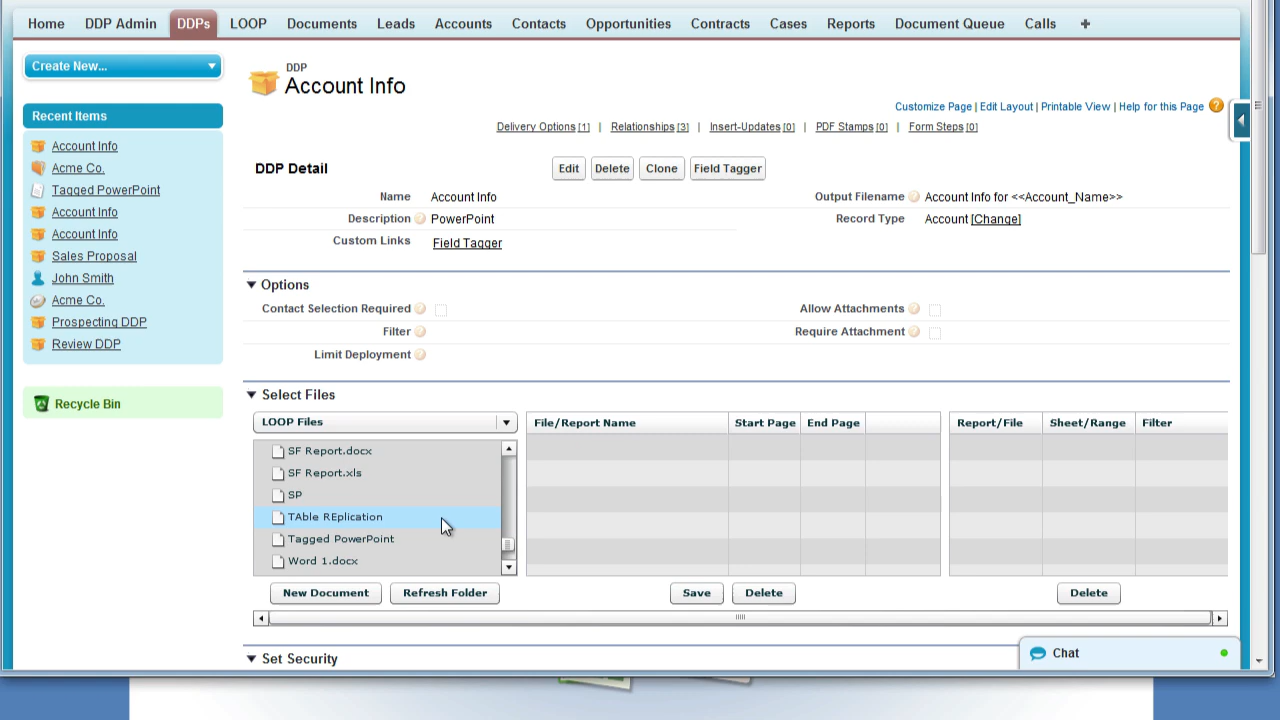 Home DDP Admin DDPs LOOP Documents Leads Accounts Contacts Opportunities Contracts Cases Reports Document Queue Calls +
Create New...
Recent Items
Account Info
Acme Co.
Tagged PowerPoint
Account Info
Account Info
Sales Proposal
John Smith
Acme Co.
Prospecting DDP
Review DDP
Recycle Bin
DDP
Account Info
Customize Page | Edit Layout | Printable View | Help for this Page ?
Delivery Options [1] | Relationships [3] | Insert-Updates [0] | PDF Stamps [0] | Form Steps [0]
DDP Detail Edit Delete Clone Field Tagger
Name Account Info Output Filename ? Account Info for <<Account_Name>>
Description ? PowerPoint Record Type Account [Change]
Custom Links Field Tagger
Options
Contact Selection Required ? Allow Attachments ?
Filter ? Require Attachment ?
Limit Deployment ?
Select Files
LOOP Files File/Report Name Start Page End Page Report/File Sheet/Range Filter
SF Report.docx
SF Report.xls
SP
TAble REplication
Tagged PowerPoint
Word 1.docx
New Document Refresh Folder Save Delete Delete
Set Security
Chat